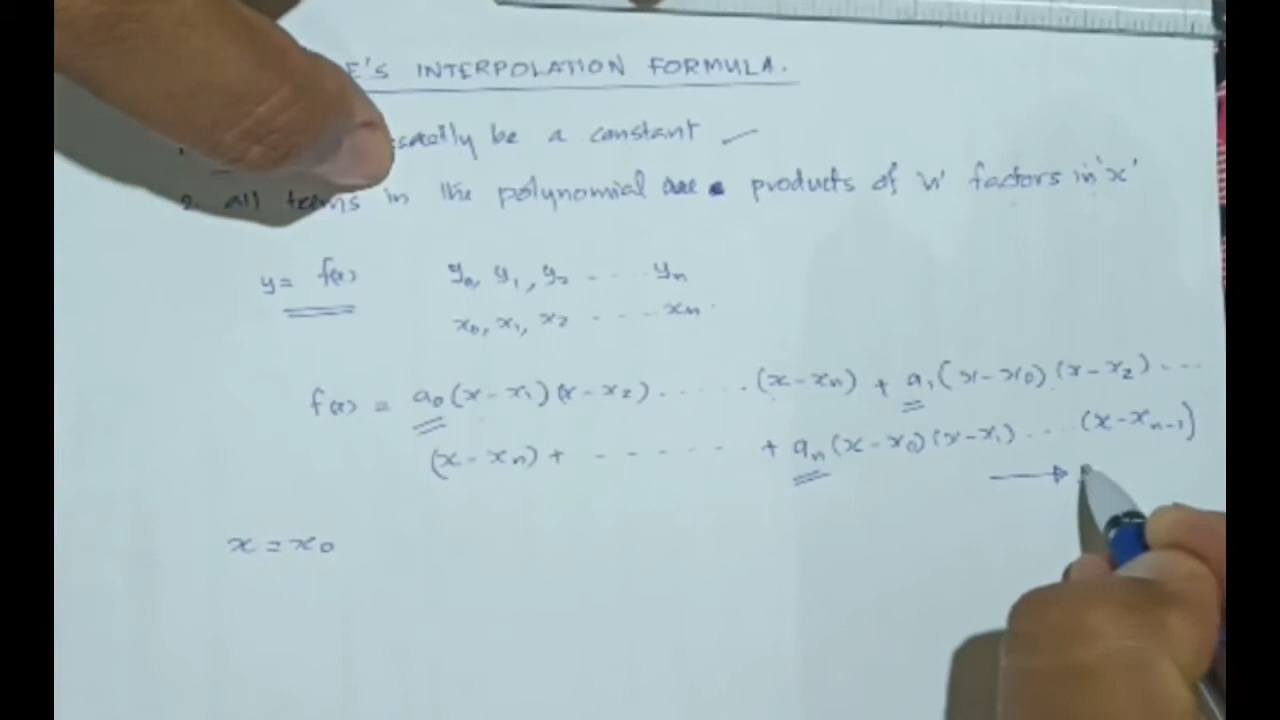 E'S INTERPOLATION FORMULA.
be a constant ✓
2. all terms in the polynomial are products of 'n' factors in 'x'
y = f(x) y₀, y₁, y₂ - - ---- yₙ
x₀, x₁, x₂ - - --- xₙ.
f(x) = a₀(x-x₁)(x-x₂)......(x-xₙ) + a₁(x-x₀)(x-x₂)....
(x-xₙ) + - - - - - - + aₙ(x-x₀)(x-x₁)...(x-xₙ₋₁)
x = x₀